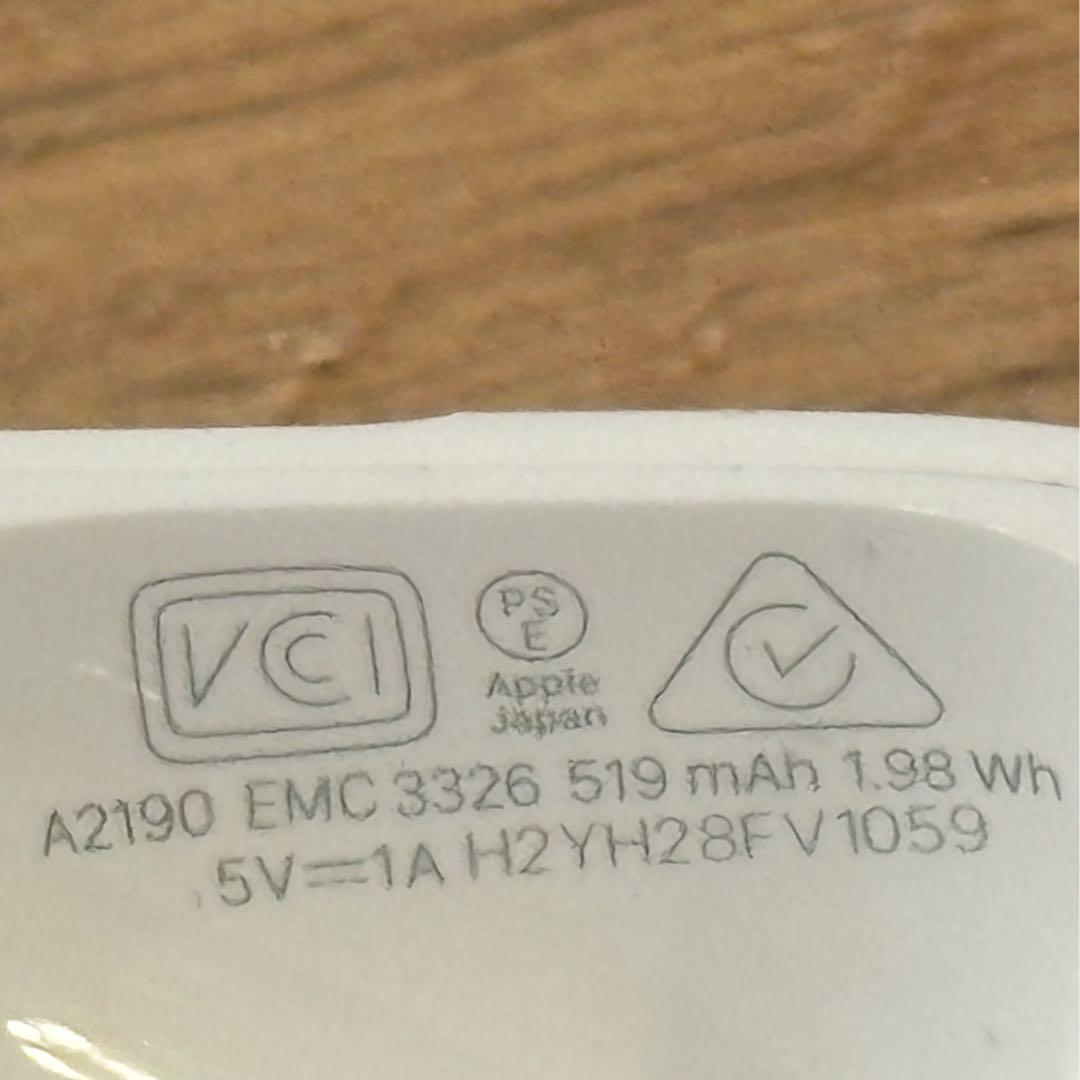 VCI
PS
E
Apple
Japan
A2190 EMC 3326 519 mAh 1.98 Wh
5V⎓1A H2YH28FV1059